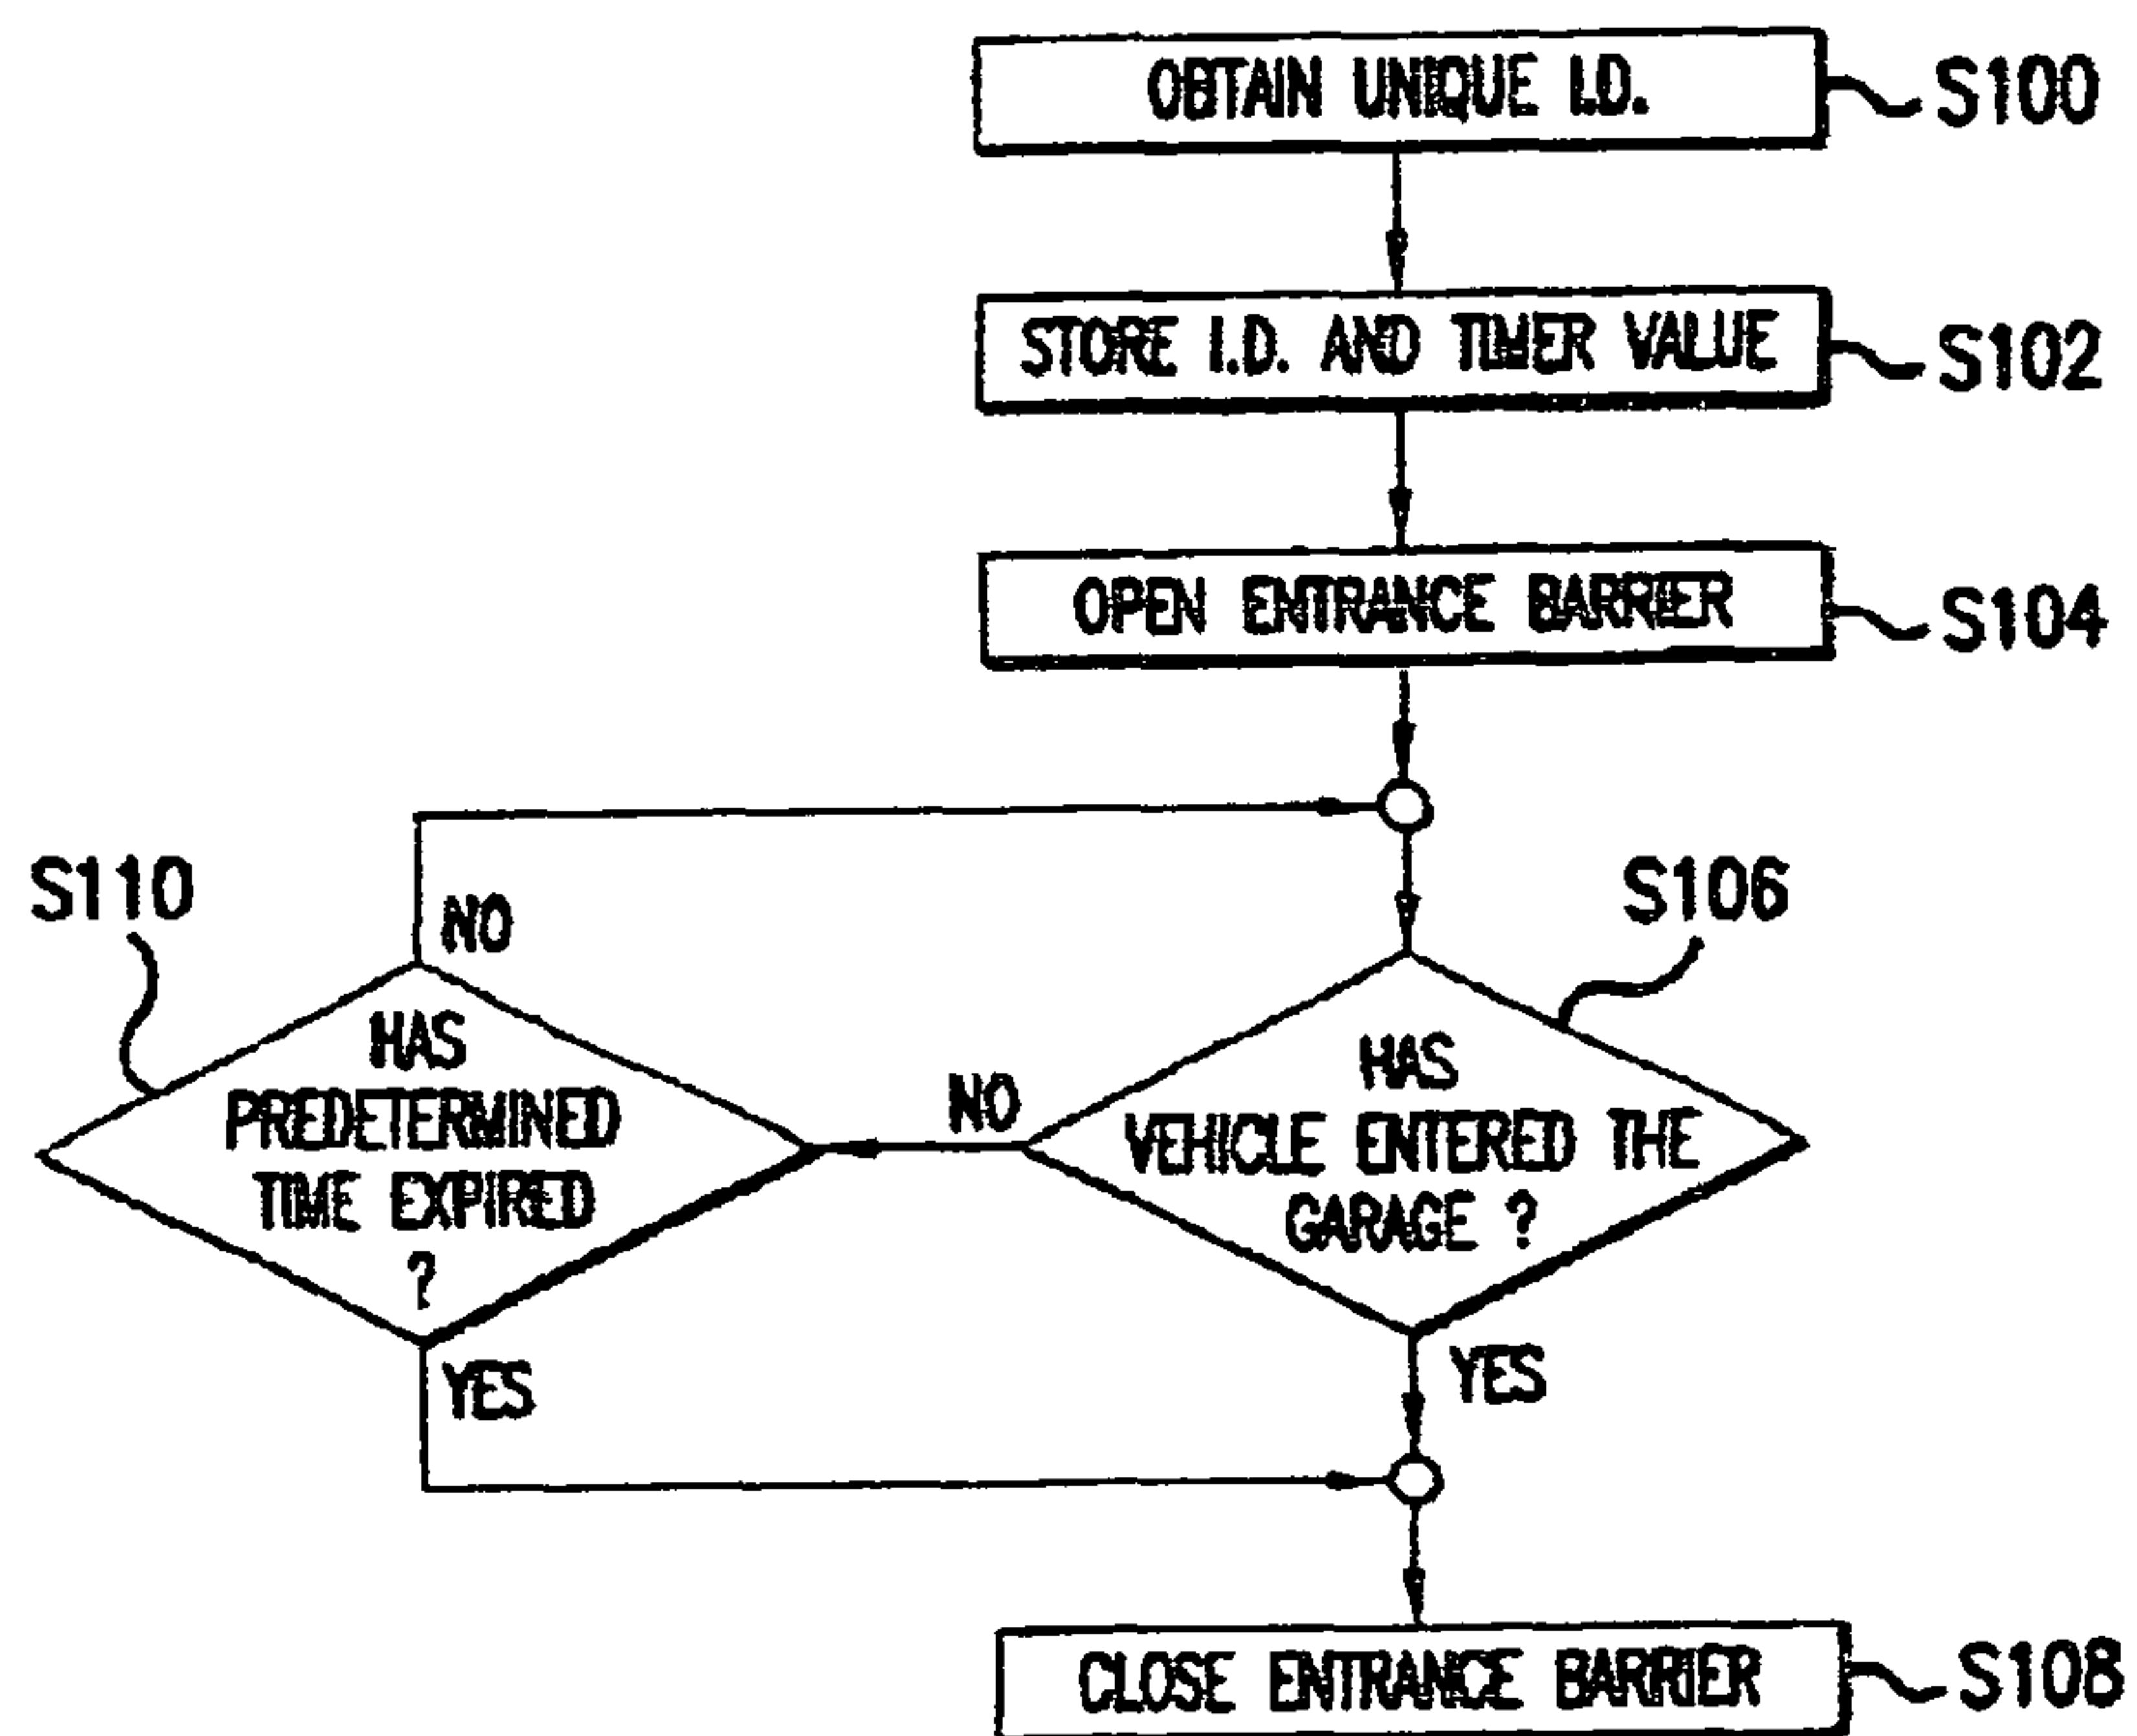 OBTAIN UNIQUE I.D.
S100
STORE I.D. AND TIMER VALUE
S102
OPEN ENTRANCE BARRIER
S104
S110
NO
S106
HAS
PREDETERMINED
TIME EXPIRED
?
NO
HAS
VEHICLE ENTERED THE
GARAGE ?
YES
YES
CLOSE ENTRANCE BARRIER
S108